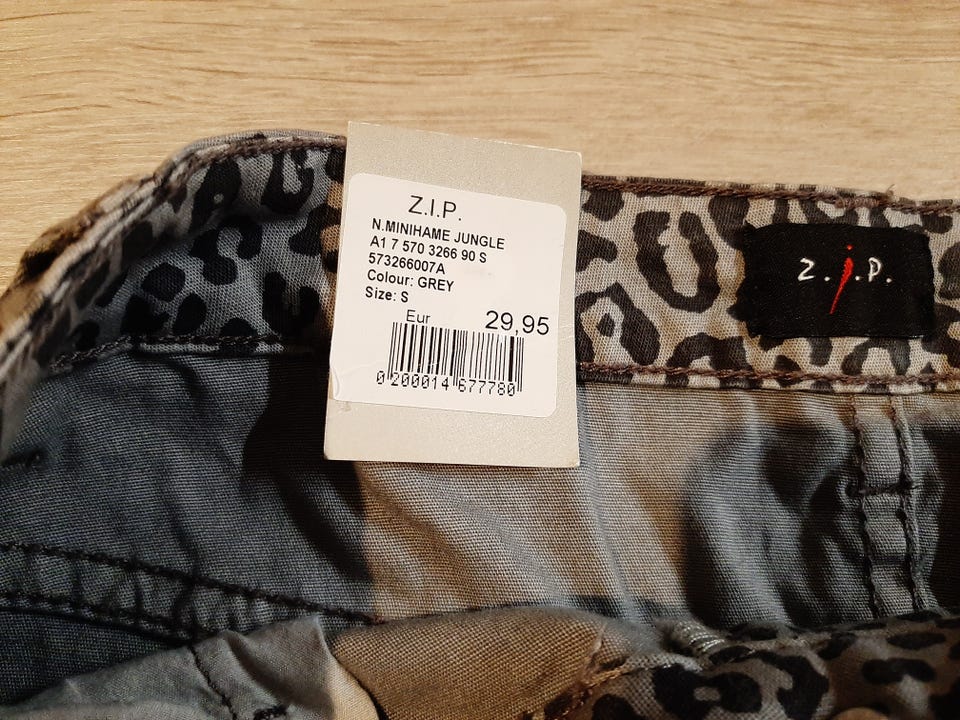 Z.I.P.
N.MINIHAME JUNGLE
A1 7 570 3266 90 S
573266007A
Colour: GREY
Size: S
Eur 29,95
0 200014 677780
z.i.p.